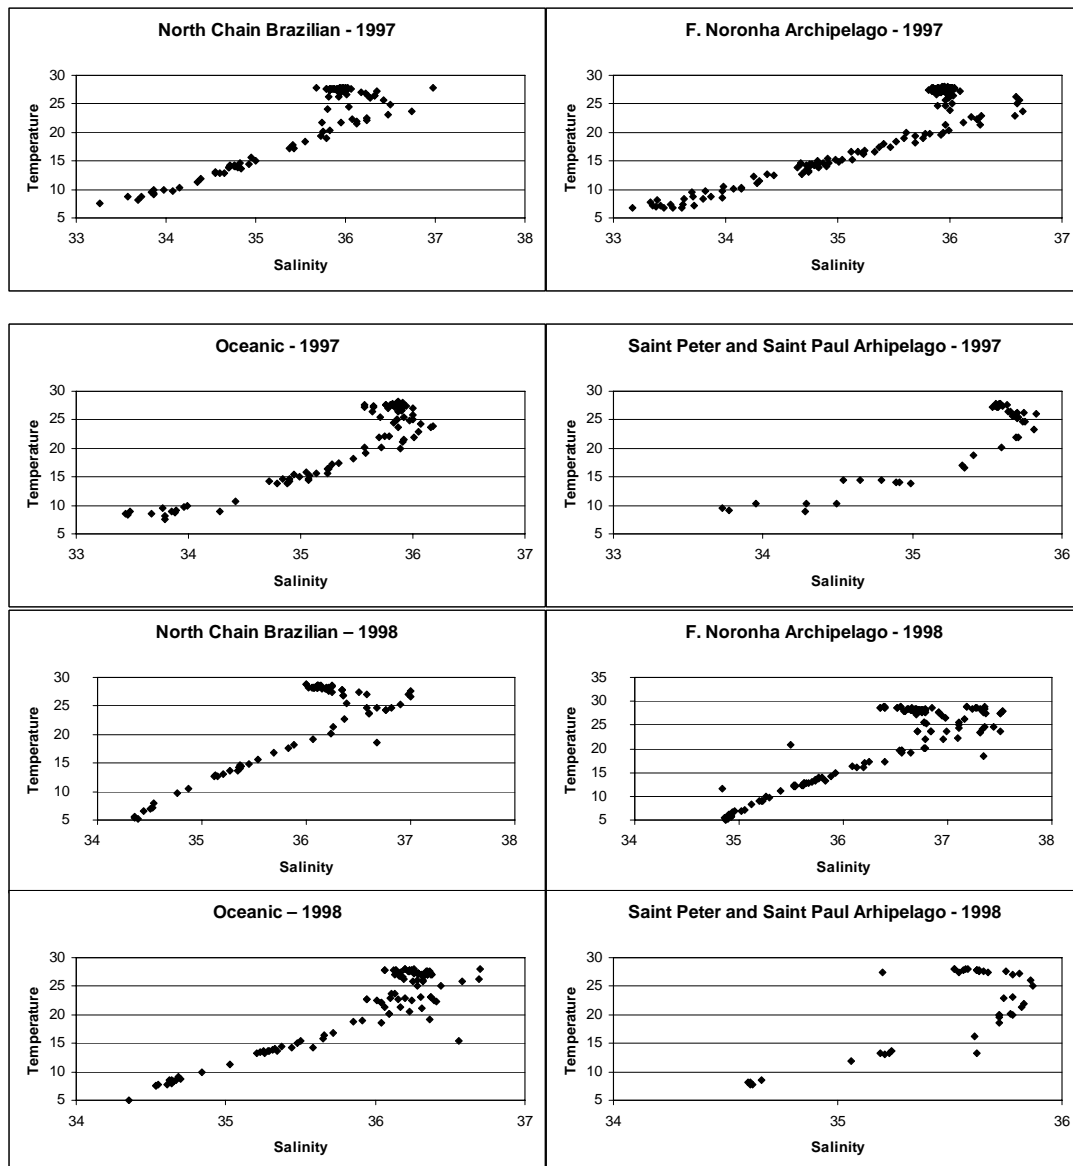 North Chain Brazilian - 1997
30
25
20
15
10
5
33 34 35 36 37 38
Temperature
Salinity
F. Noronha Archipelago - 1997
30
25
20
15
10
5
33 34 35 36 37
Temperature
Salinity
Oceanic - 1997
30
25
20
15
10
5
33 34 35 36 37
Temperature
Salinity
Saint Peter and Saint Paul Arhipelago - 1997
30
25
20
15
10
5
33 34 35 36
Temperature
Salinity
North Chain Brazilian – 1998
30
25
20
15
10
5
34 35 36 37 38
Temperature
Salinity
F. Noronha Archipelago - 1998
35
30
25
20
15
10
5
34 35 36 37 38
Temperature
Salinity
Oceanic – 1998
30
25
20
15
10
5
34 35 36 37
Temperature
Salinity
Saint Peter and Saint Paul Arhipelago - 1998
30
25
20
15
10
5
34 35 36
Temperature
Salinity